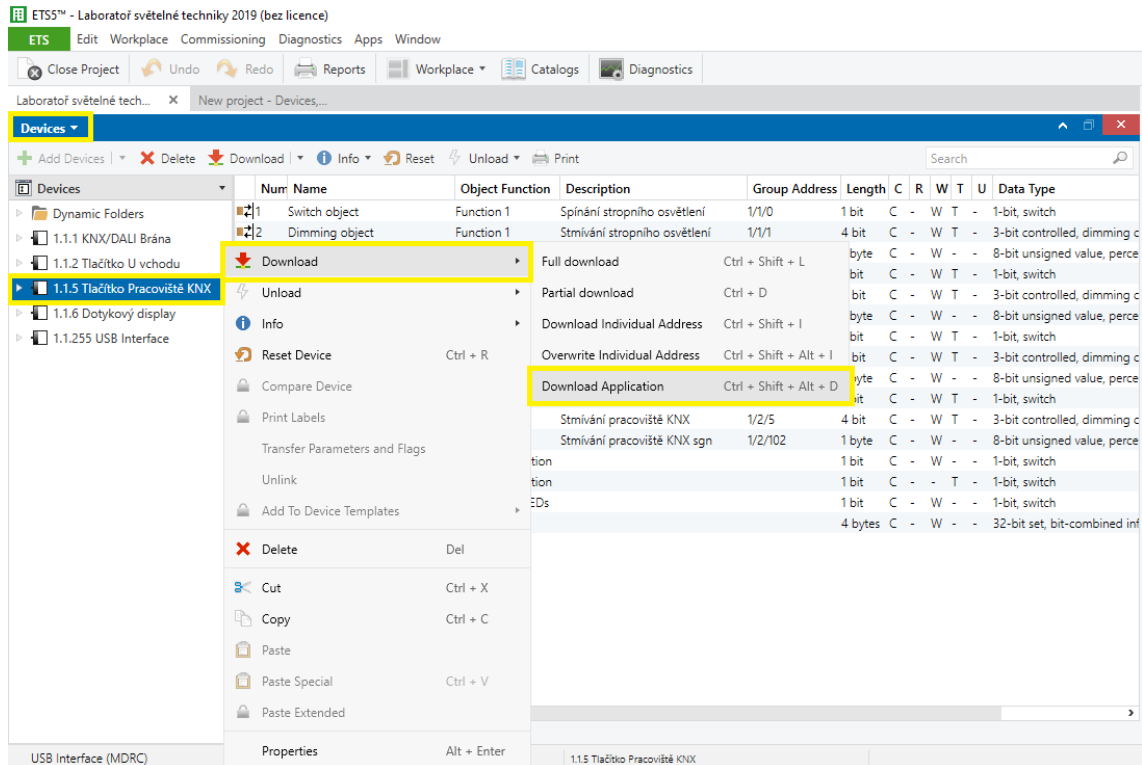 ETS5™ - Laboratoř světelné techniky 2019 (bez licence)
ETS Edit Workplace Commissioning Diagnostics Apps Window
Close Project Undo Redo Reports Workplace Catalogs Diagnostics
Laboratoř světelné tech... New project - Devices,...
Devices
Add Devices Delete Download Info Reset Unload Print Search
Devices Num Name Object Function Description Group Address Length C R W T U Data Type
Dynamic Folders 1 Switch object Function 1 Spínání stropního osvětlení 1/1/0 1 bit C - W T - 1-bit, switch
1.1.1 KNX/DALI Brána 2 Dimming object Function 1 Stmívání stropního osvětlení 1/1/1 4 bit C - W T - 3-bit controlled, dimming c
1.1.2 Tlačítko U vchodu Download Full download Ctrl + Shift + L byte C - W - - 8-bit unsigned value, perce
bit C - W T - 1-bit, switch
1.1.5 Tlačítko Pracoviště KNX Unload Partial download Ctrl + D bit C - W T - 3-bit controlled, dimming c
1.1.6 Dotykový display Info Download Individual Address Ctrl + Shift + I byte C - W - - 8-bit unsigned value, perce
1.1.255 USB Interface bit C - W T - 1-bit, switch
Reset Device Ctrl + R Overwrite Individual Address Ctrl + Shift + Alt + I bit C - W T - 3-bit controlled, dimming c
Compare Device Download Application Ctrl + Shift + Alt + D byte C - W - - 8-bit unsigned value, perce
bit C - W T - 1-bit, switch
Print Labels Stmívání pracoviště KNX 1/2/5 4 bit C - W T - 3-bit controlled, dimming c
Transfer Parameters and Flags Stmívání pracoviště KNX sgn 1/2/102 1 byte C - W - - 8-bit unsigned value, perce
tion 1 bit C - W - - 1-bit, switch
Unlink tion 1 bit C - - T - 1-bit, switch
Add To Device Templates EDs 1 bit C - W - - 1-bit, switch
4 bytes C - W - - 32-bit set, bit-combined inf
Delete Del
Cut Ctrl + X
Copy Ctrl + C
Paste
Paste Special Ctrl + V
Paste Extended
Properties Alt + Enter
USB Interface (MDRC) 1.1.5 Tlačítko Pracoviště KNX